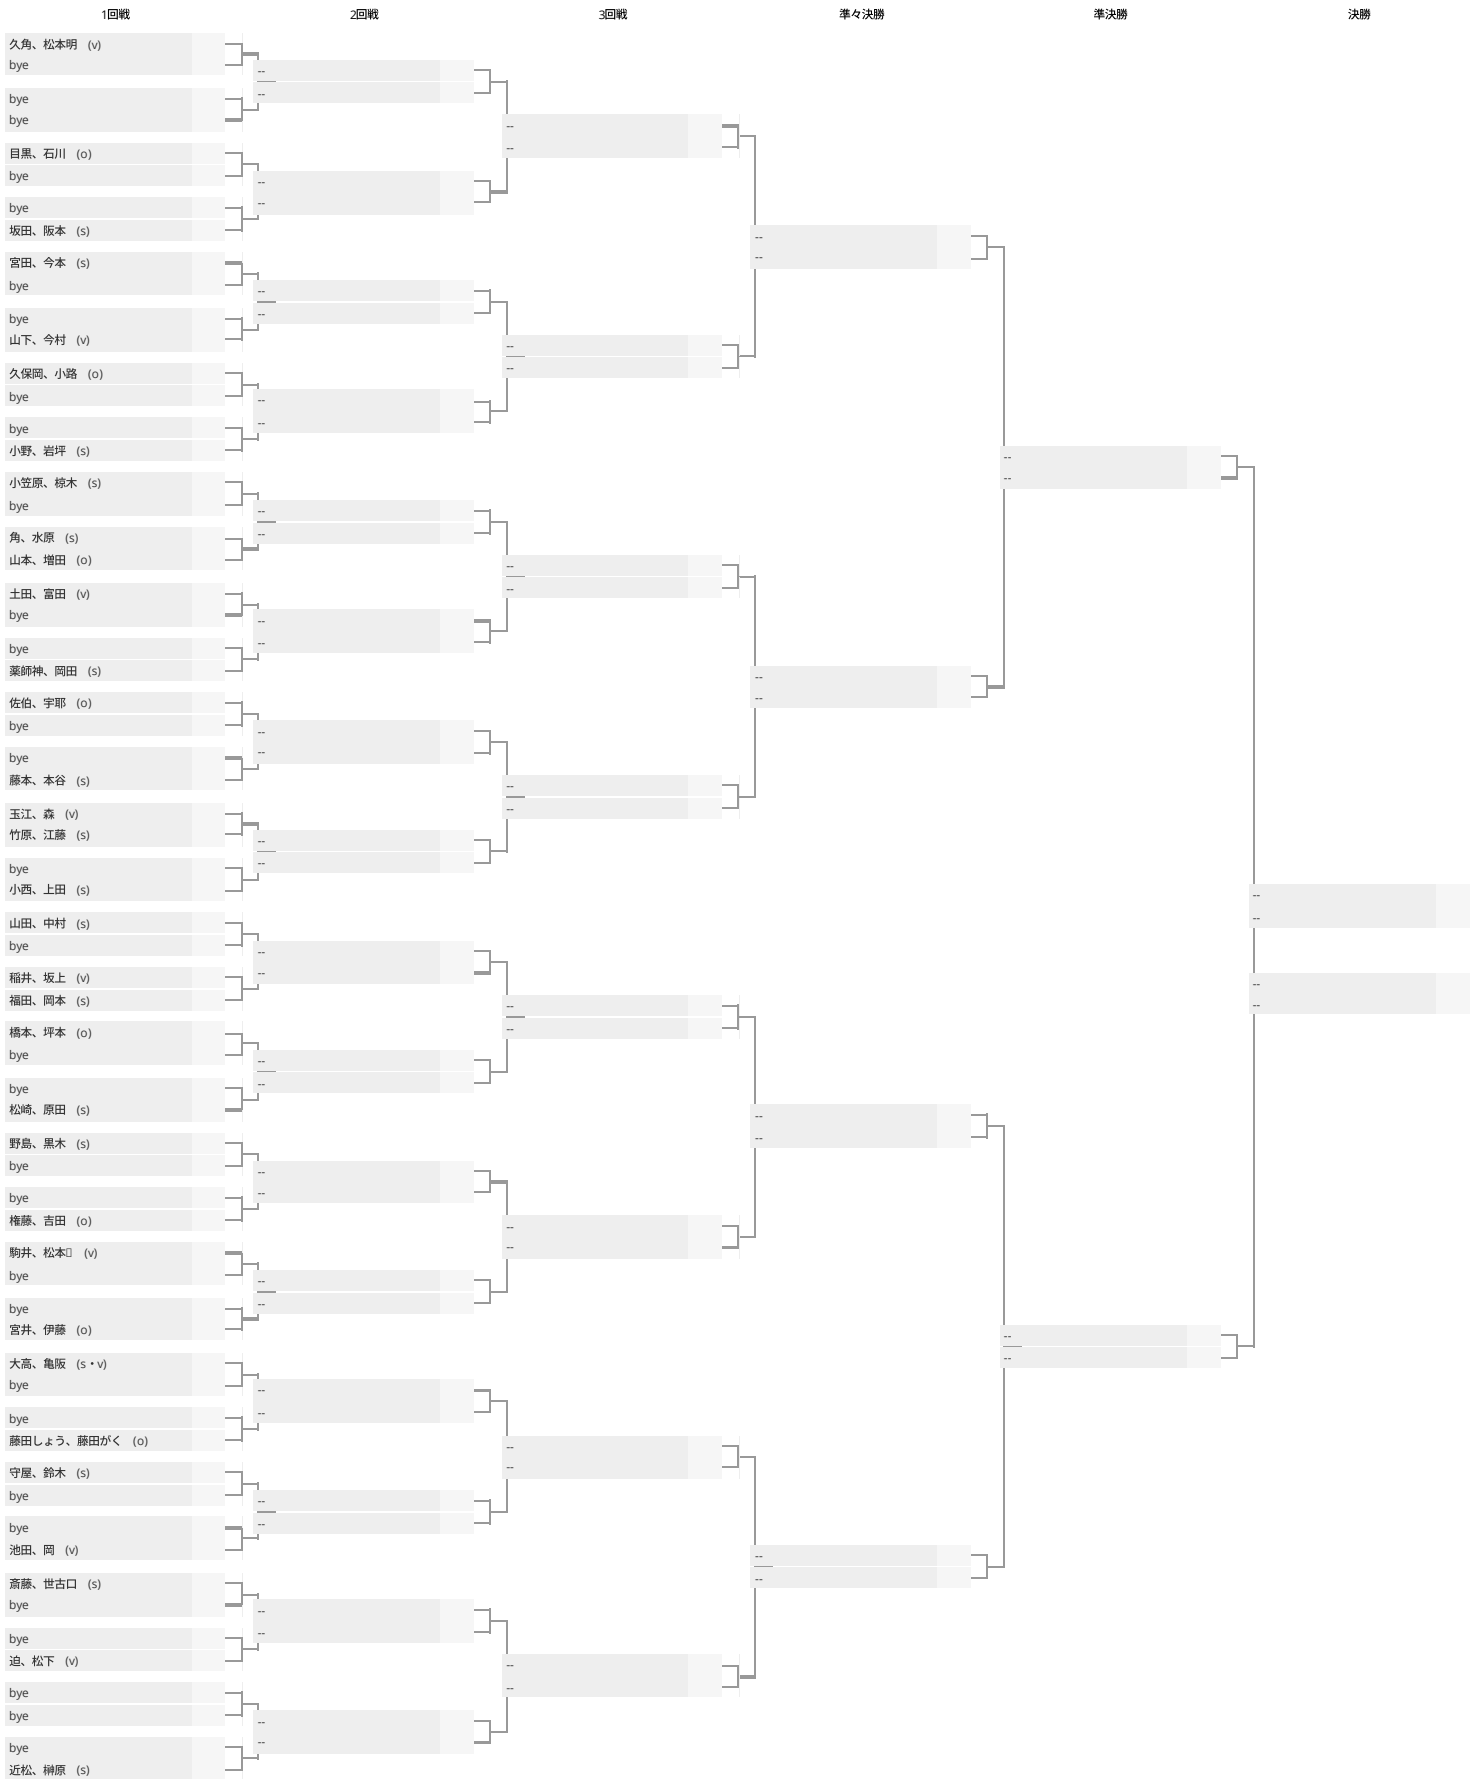 1回戦 2回戦 3回戦 準々決勝 準決勝 決勝
久角、松本明 (v)
bye
--
--
bye
bye
--
--
目黒、石川 (o)
bye
--
--
bye
坂田、阪本 (s)
--
--
宮田、今本 (s)
bye
--
--
bye
山下、今村 (v)
--
--
久保岡、小路 (o)
bye
--
--
bye
小野、岩坪 (s)
--
--
小笠原、椋木 (s)
bye
--
--
角、水原 (s)
山本、増田 (o)
--
--
土田、富田 (v)
bye
--
--
bye
薬師神、岡田 (s)
--
--
佐伯、宇耶 (o)
bye
--
--
bye
藤本、本谷 (s)
--
--
玉江、森 (v)
竹原、江藤 (s)
--
--
bye
小西、上田 (s)
--
--
山田、中村 (s)
bye
--
--
稲井、坂上 (v)
福田、岡本 (s)
--
--
--
--
橋本、坪本 (o)
bye
--
--
bye
松崎、原田 (s)
--
--
野島、黒木 (s)
bye
--
--
bye
権藤、吉田 (o)
--
--
駒井、松本 (v)
bye
--
--
bye
宮井、伊藤 (o)
--
--
大高、亀阪 (s・v)
bye
--
--
bye
藤田しょう、藤田がく (o)
--
--
守屋、鈴木 (s)
bye
--
--
bye
池田、岡 (v)
--
--
斎藤、世古口 (s)
bye
--
--
bye
迫、松下 (v)
--
--
bye
bye
--
--
bye
近松、榊原 (s)